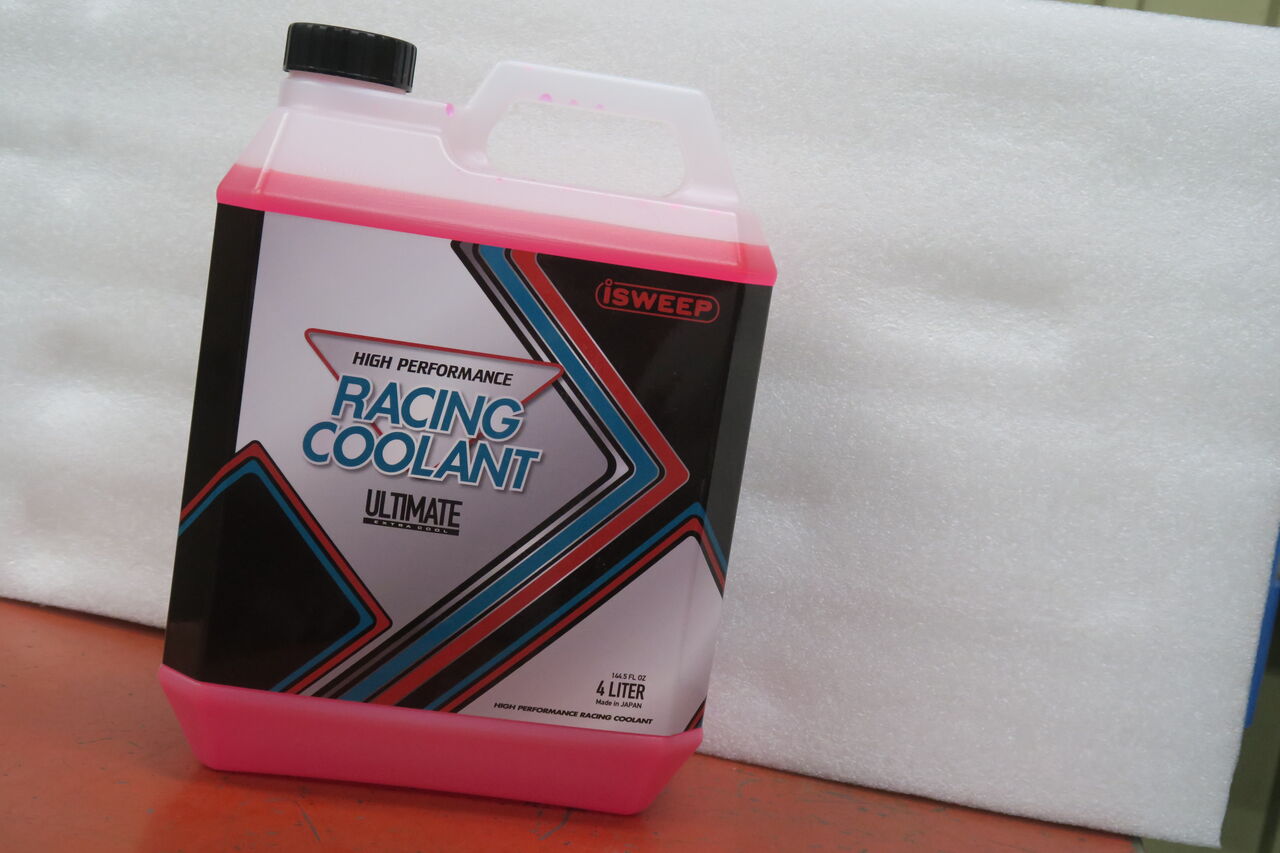 iSWEEP
HIGH PERFORMANCE
RACING
COOLANT
ULTIMATE
EXTRA COOL
144.5 FL OZ
4 LITER
Made in JAPAN
HIGH PERFORMANCE RACING COOLANT